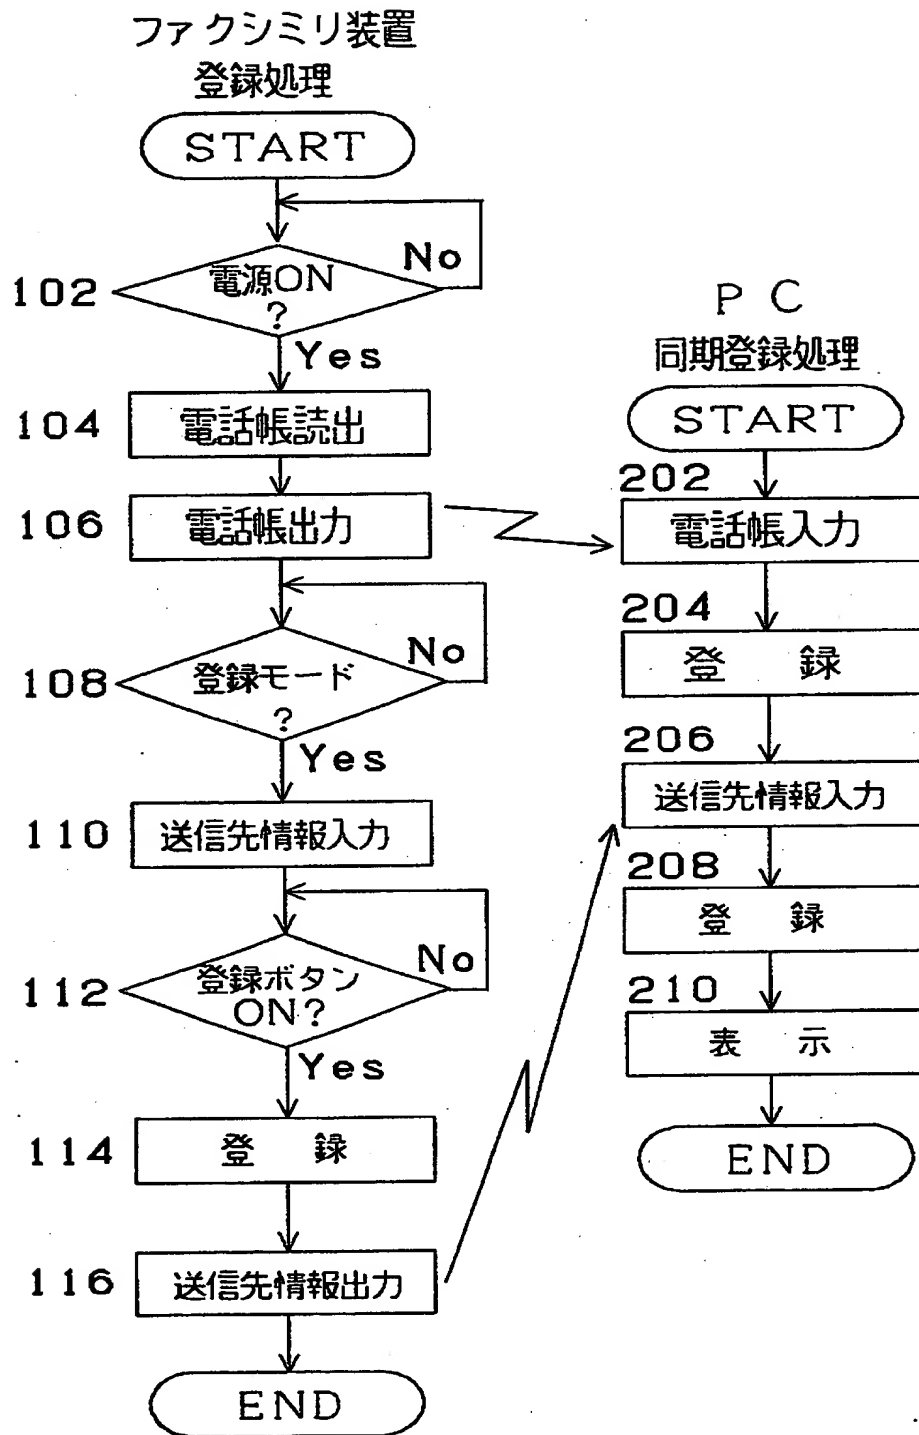 ファクシミリ装置
登録処理
START
102
電源ON
?
No
Yes
104
電話帳読出
106
電話帳出力
108
登録モード
?
No
Yes
110
送信先情報入力
112
登録ボタン
ON?
No
Yes
114
登 録
116
送信先情報出力
END
PC
同期登録処理
START
202
電話帳入力
204
登 録
206
送信先情報入力
208
登 録
210
表 示
END